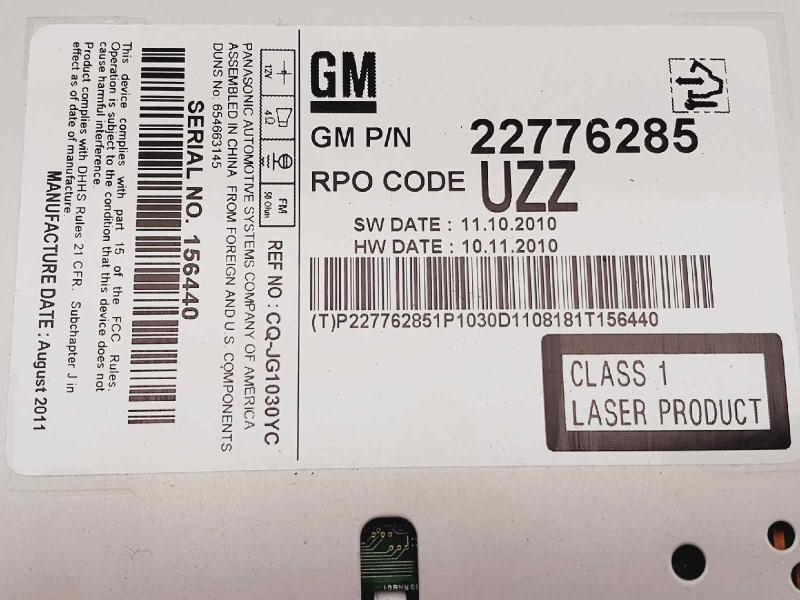 GM
GM P/N 22776285
RPO CODE UZZ
SW DATE : 11.10.2010
HW DATE : 10.11.2010
(T)P227762851P1030D1108181T156440
CLASS 1
LASER PRODUCT
12V
4Ω
FM
50 Ohm
REF NO : CQ-JG1030YC
PANASONIC AUTOMOTIVE SYSTEMS COMPANY OF AMERICA
ASSEMBLED IN CHINA FROM FOREIGN AND U.S. COMPONENTS
DUNS No: 654663145
SERIAL NO. 156440
This device complies with part 15 of the FCC Rules.
Operation is subject to the condition that this device does not
cause harmful interference.
Product complies with DHHS Rules 21 CFR. Subchapter J in
effect as of date of manufacture.
MANUFACTURE DATE : August 2011